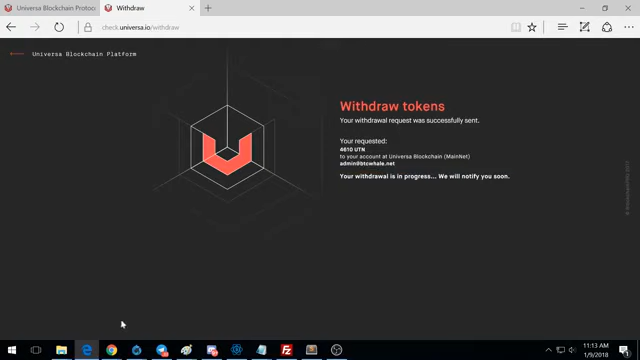 Universa Blockchain Protoco
Withdraw
check.universa.io/withdraw
Universa Blockchain Platform
Withdraw tokens
Your withdrawal request was successfully sent.
Your requested:
4610 UTN
to your account at Universa Blockchain (MainNet)
admin@btcwhale.net
Your withdrawal is in progress... We will notify you soon.
11:13 AM
1/9/2018